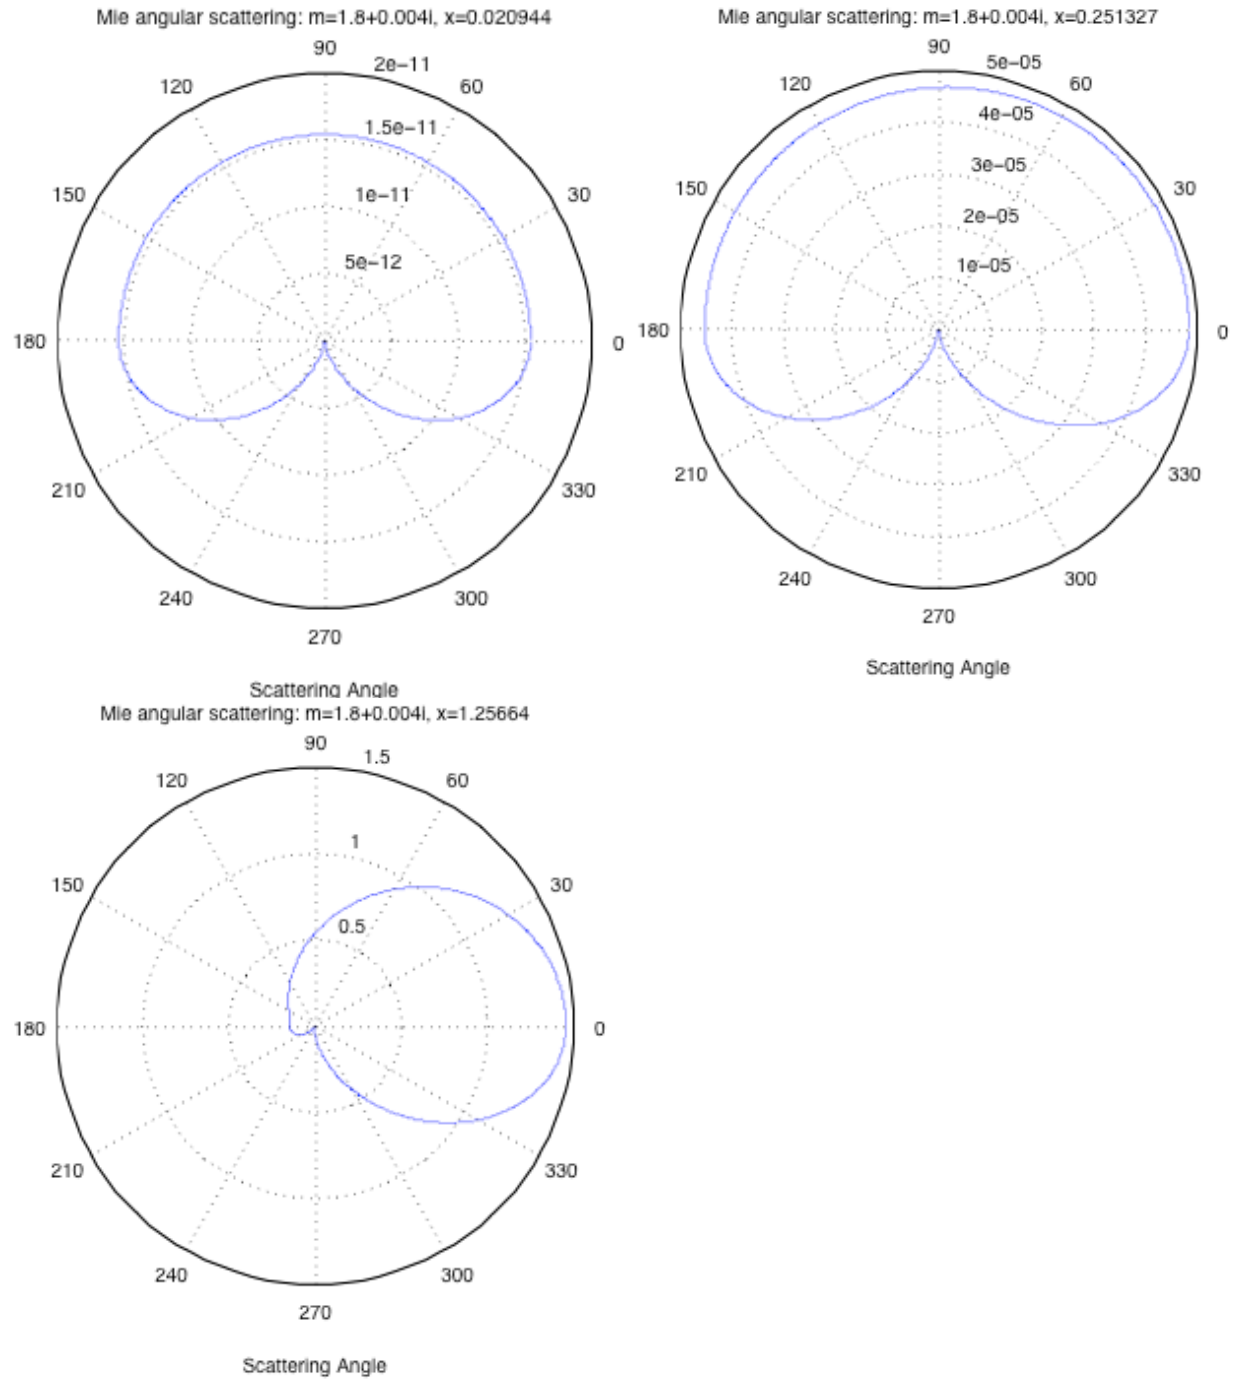 Mie angular scattering: m=1.8+0.004i, x=0.020944
90
2e-11
120
60
1.5e-11
150
1e-11
30
5e-12
180
0
210
330
240
300
270
Scattering Angle
Mie angular scattering: m=1.8+0.004i, x=0.251327
90
5e-05
120
60
4e-05
150
3e-05
30
2e-05
1e-05
180
0
210
330
240
300
270
Scattering Angle
Mie angular scattering: m=1.8+0.004i, x=1.25664
90
1.5
120
60
1
150
30
0.5
180
0
210
330
240
300
270
Scattering Angle